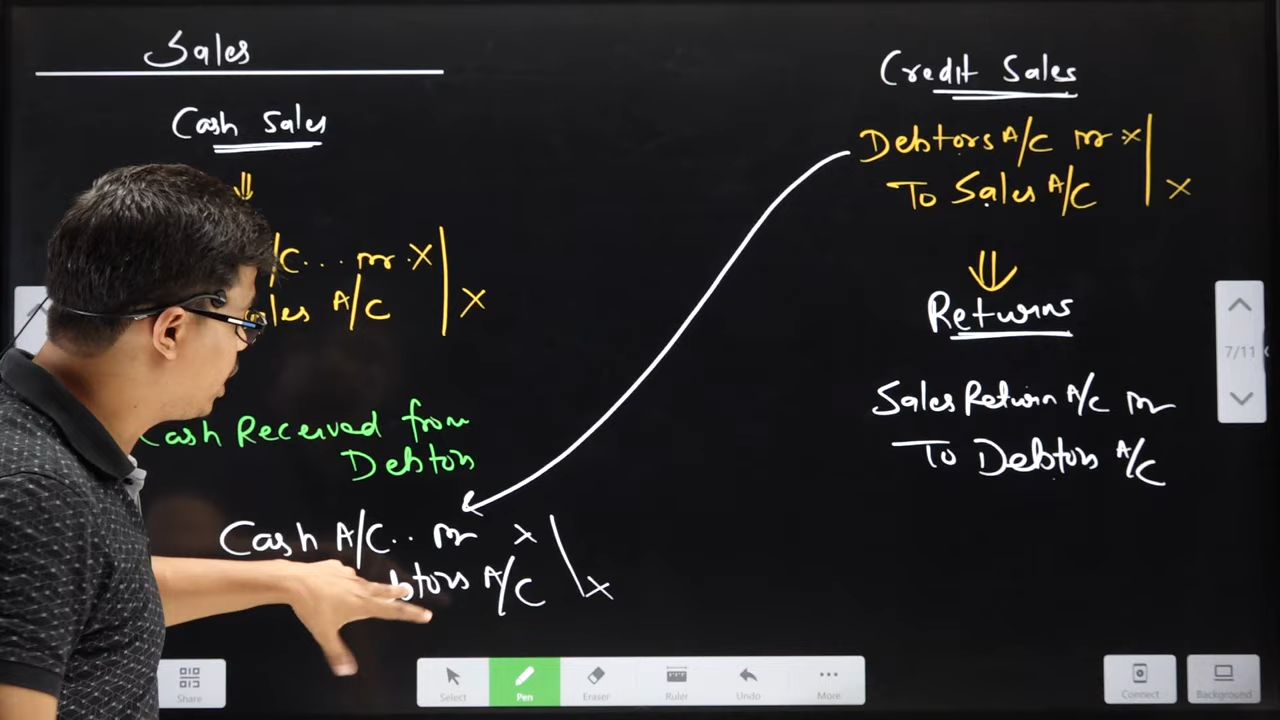 Sales
Cash Sales
/C... Dr X
les A/C X
Cash Received from
Debtors
Cash A/C.. Dr X
btors A/C X
Credit Sales
Debtors A/C Dr X
To Sales A/C X
Returns
Sales Return A/C Dr
To Debtors A/C
7/11
Share
Select
Pen
Eraser
Ruler
Undo
More
Connect
Background